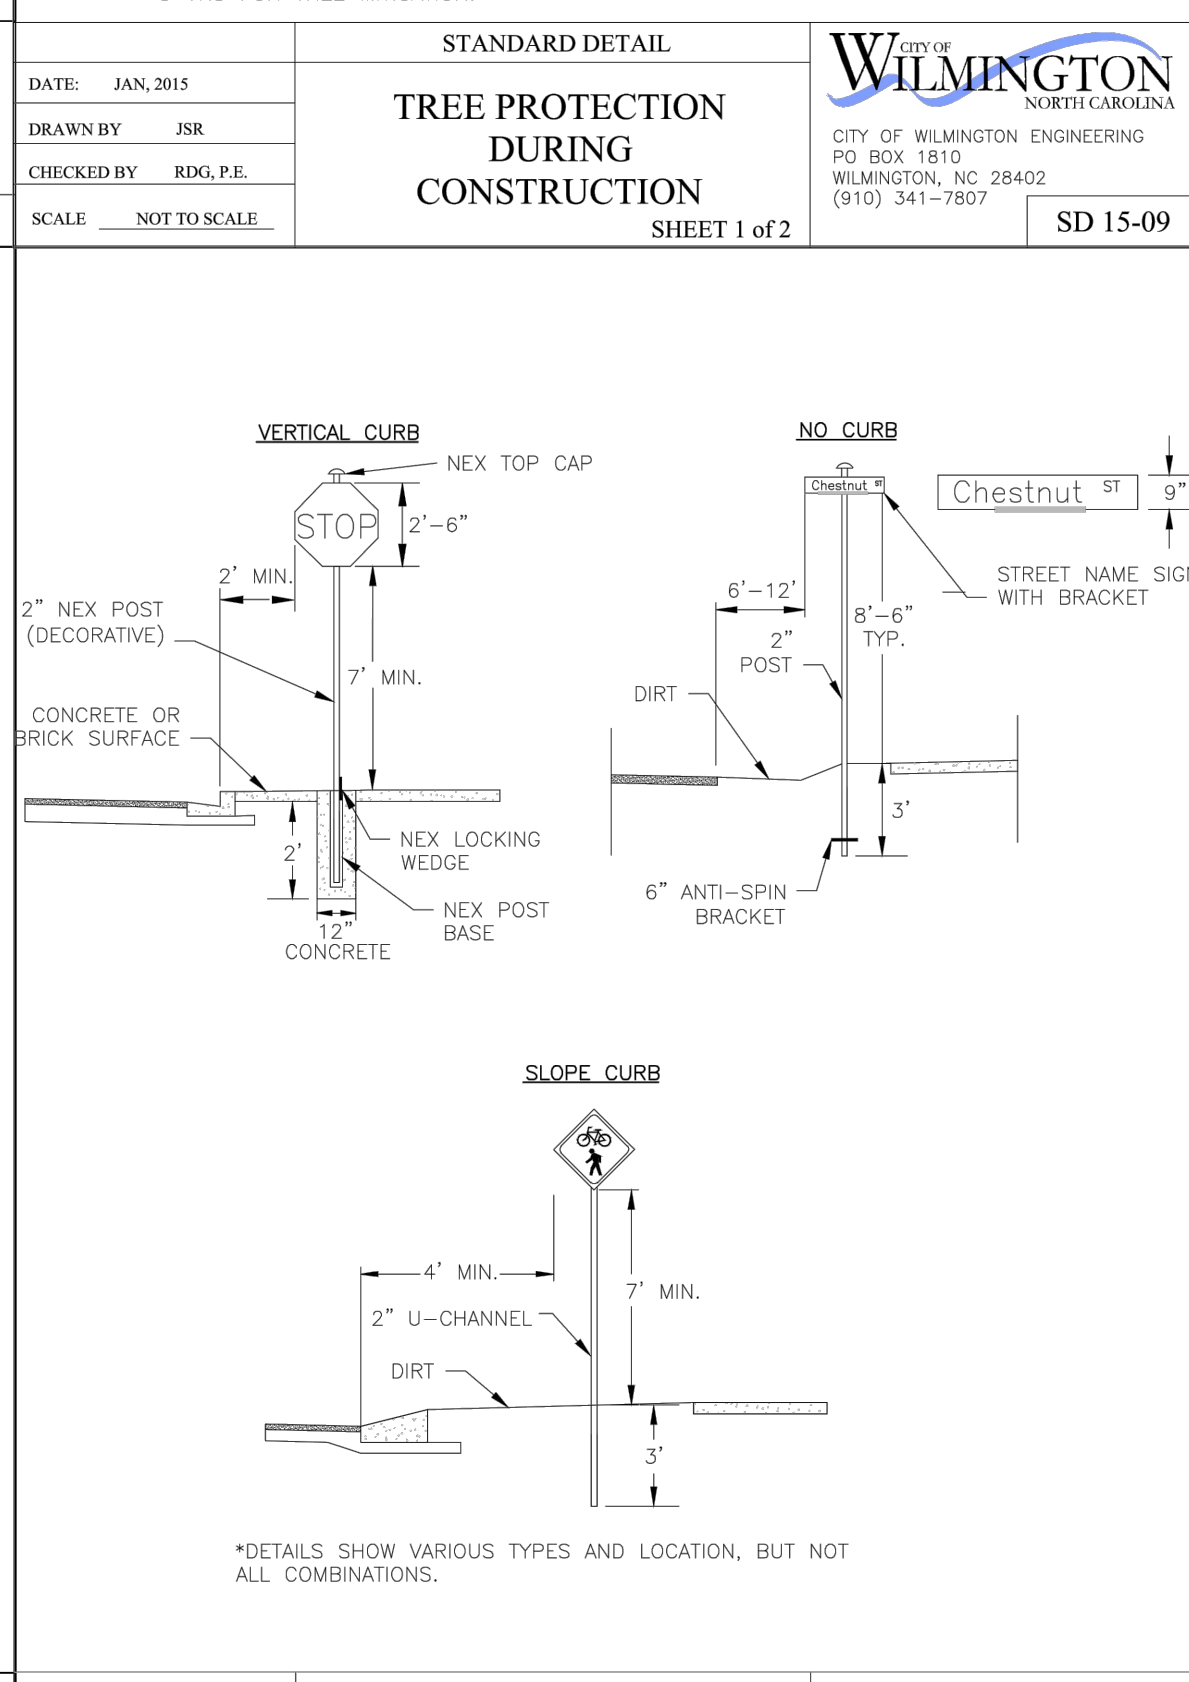 STANDARD DETAIL
DATE: JAN, 2015
DRAWN BY JSR
CHECKED BY RDG, P.E.
SCALE NOT TO SCALE
TREE PROTECTION
DURING
CONSTRUCTION
SHEET 1 of 2
CITY OF
WILMINGTON
NORTH CAROLINA
CITY OF WILMINGTON ENGINEERING
PO BOX 1810
WILMINGTON, NC 28402
(910) 341-7807
SD 15-09
VERTICAL CURB
NEX TOP CAP
STOP
2'-6"
2' MIN.
2" NEX POST
(DECORATIVE)
7' MIN.
CONCRETE OR
BRICK SURFACE
2'
NEX LOCKING
WEDGE
NEX POST
BASE
12"
CONCRETE
NO CURB
Chestnut ST
Chestnut ST
9"
STREET NAME SIGN
WITH BRACKET
6'-12'
8'-6"
TYP.
2"
POST
DIRT
3'
6" ANTI-SPIN
BRACKET
SLOPE CURB
4' MIN.
7' MIN.
2" U-CHANNEL
DIRT
3'
*DETAILS SHOW VARIOUS TYPES AND LOCATION, BUT NOT
ALL COMBINATIONS.